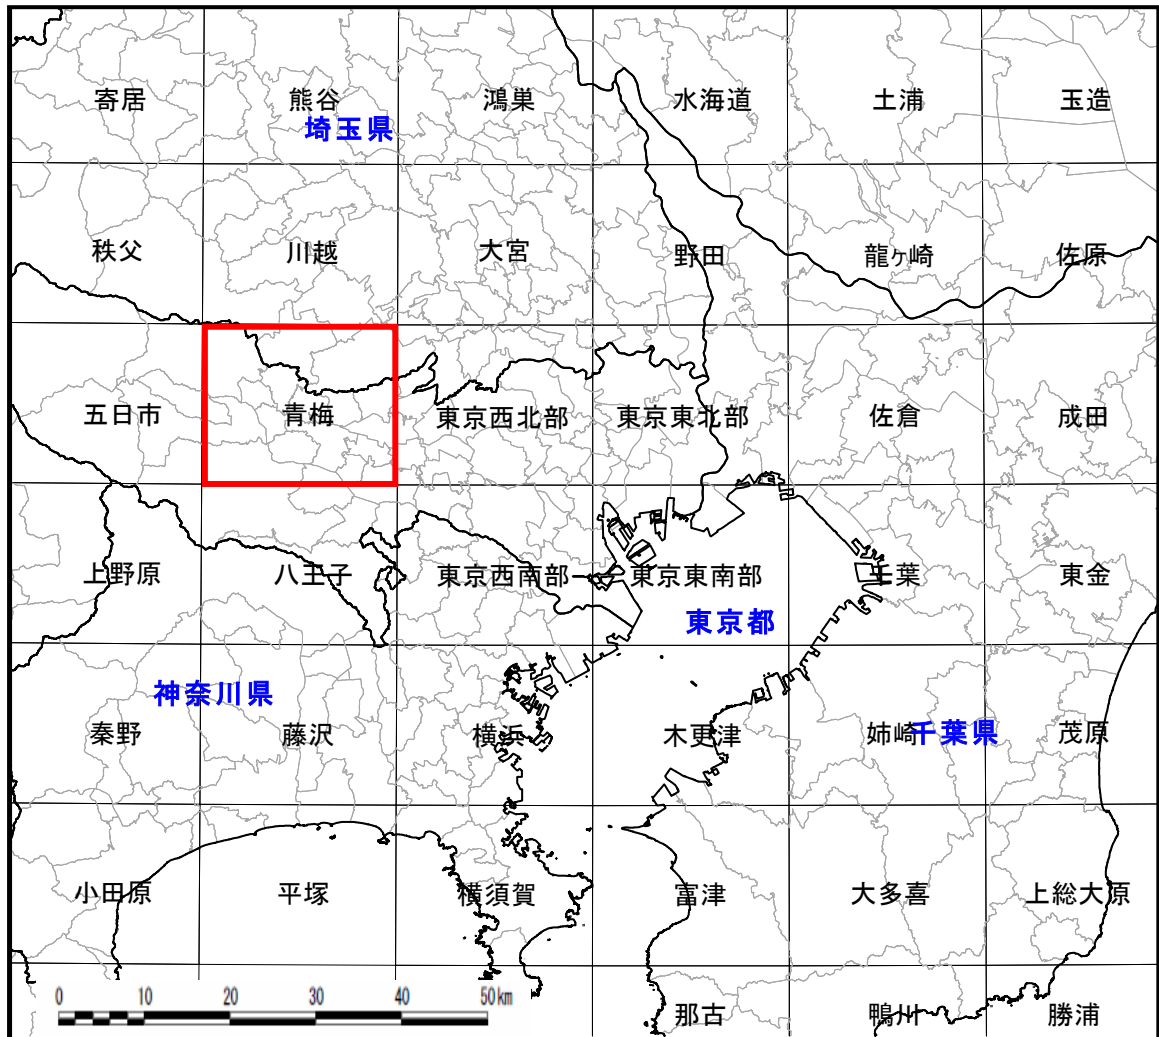 寄居 熊谷 鴻巣 水海道 土浦 玉造
埼玉県
秩父 川越 大宮 野田 龍ヶ崎 佐原
五日市 青梅 東京西北部 東京東北部 佐倉 成田
上野原 八王子 東京西南部 東京東南部 千葉 東金
東京都
神奈川県
秦野 藤沢 横浜 木更津 姉崎 千葉県 茂原
小田原 平塚 横須賀 富津 大多喜 上総大原
0 10 20 30 40 50km
那古 鴨川 勝浦